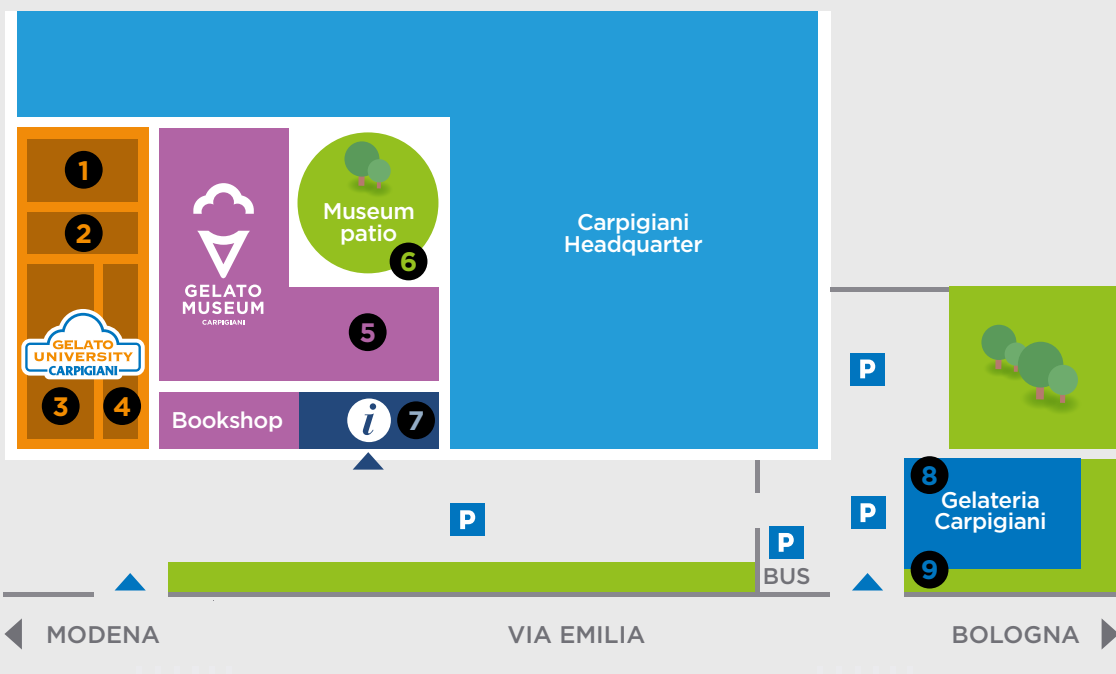 1
2
3
4
GELATO
UNIVERSITY
CARPIGIANI
GELATO
MUSEUM
CARPIGIANI
Museum
patio
6
5
Bookshop
i
7
Carpigiani
Headquarter
P
P
P
P
BUS
8
Gelateria
Carpigiani
9
MODENA
VIA EMILIA
BOLOGNA